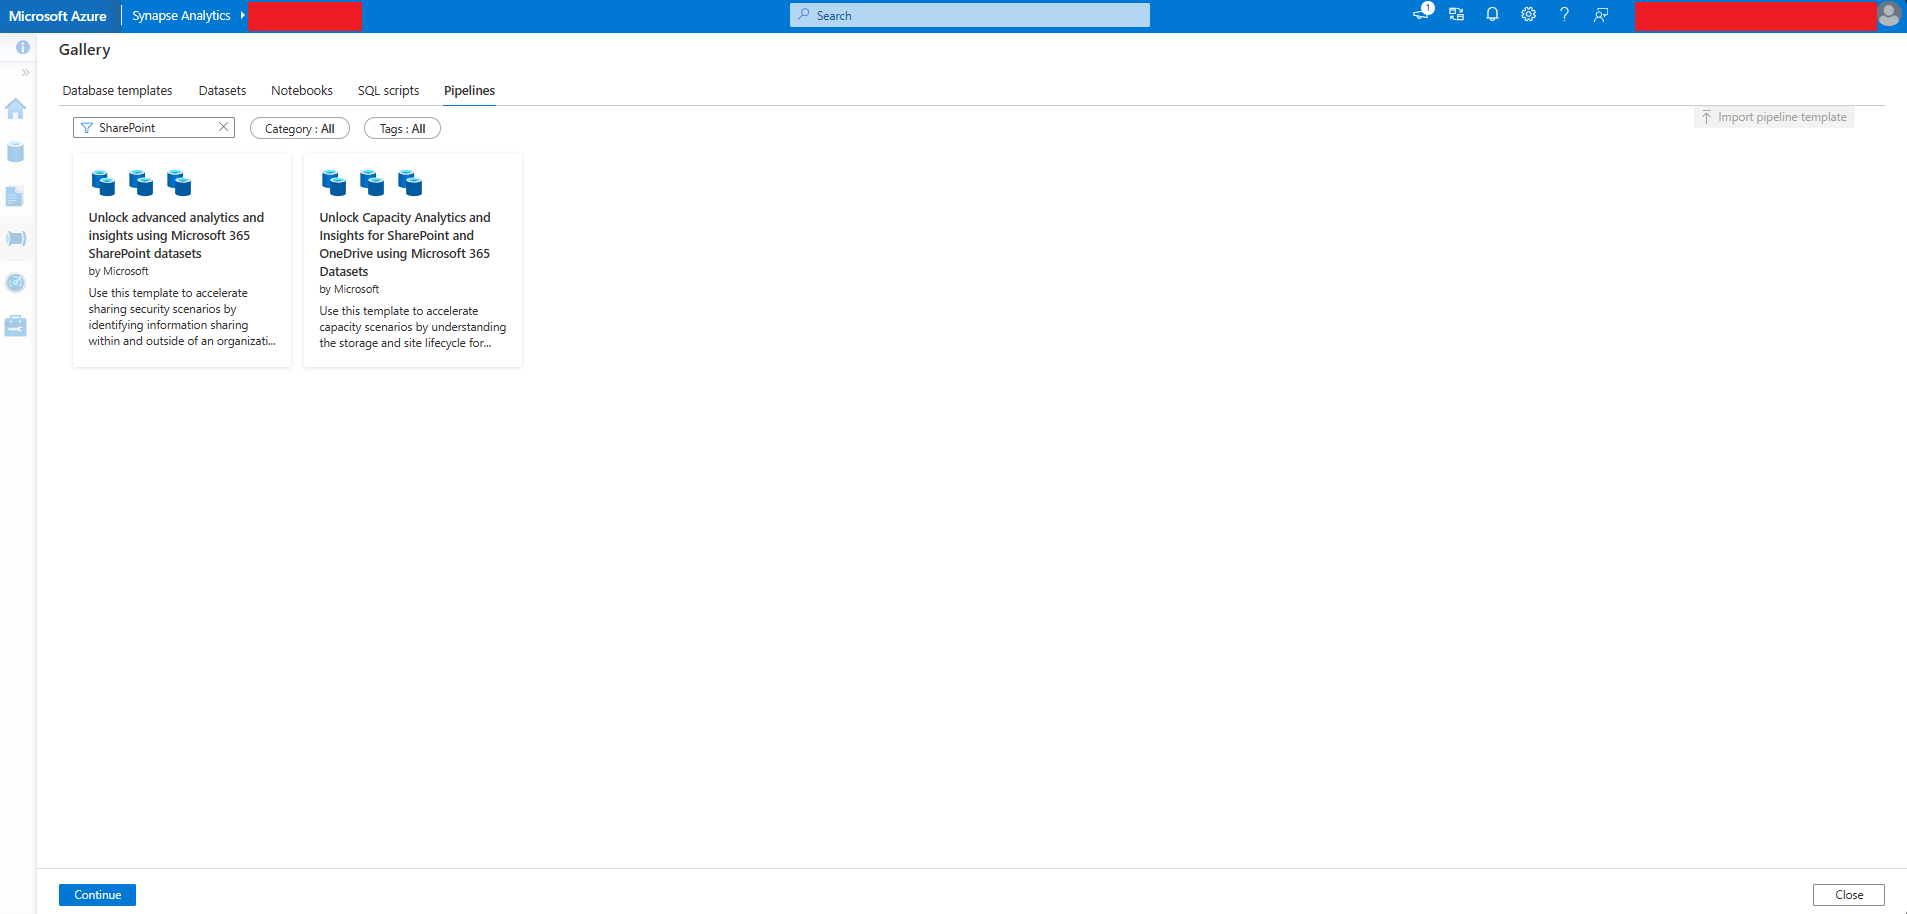 Microsoft Azure
Synapse Analytics
Search
1
Gallery
Database templates
Datasets
Notebooks
SQL scripts
Pipelines
SharePoint
Category : All
Tags : All
Import pipeline template
Unlock advanced analytics and
insights using Microsoft 365
SharePoint datasets
by Microsoft
Use this template to accelerate
sharing security scenarios by
identifying information sharing
within and outside of an organizati...
Unlock Capacity Analytics and
Insights for SharePoint and
OneDrive using Microsoft 365
Datasets
by Microsoft
Use this template to accelerate
capacity scenarios by understanding
the storage and site lifecycle for...
Continue
Close